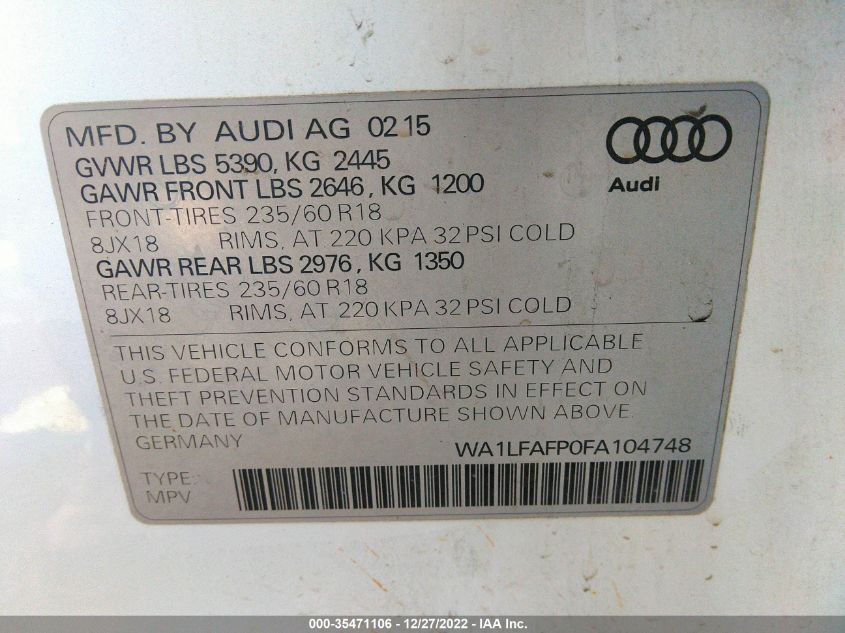 MFD. BY AUDI AG 0215
GVWR LBS 5390, KG 2445
GAWR FRONT LBS 2646, KG 1200
FRONT-TIRES 235/60 R18
8JX18 RIMS, AT 220 KPA 32 PSI COLD
GAWR REAR LBS 2976, KG 1350
REAR-TIRES 235/60 R18
8JX18 RIMS, AT 220 KPA 32 PSI COLD
Audi
THIS VEHICLE CONFORMS TO ALL APPLICABLE
U.S. FEDERAL MOTOR VEHICLE SAFETY AND
THEFT PREVENTION STANDARDS IN EFFECT ON
THE DATE OF MANUFACTURE SHOWN ABOVE.
GERMANY WA1LFAFP0FA104748
TYPE:
MPV
000-35471106 - 12/27/2022 - IAA Inc.